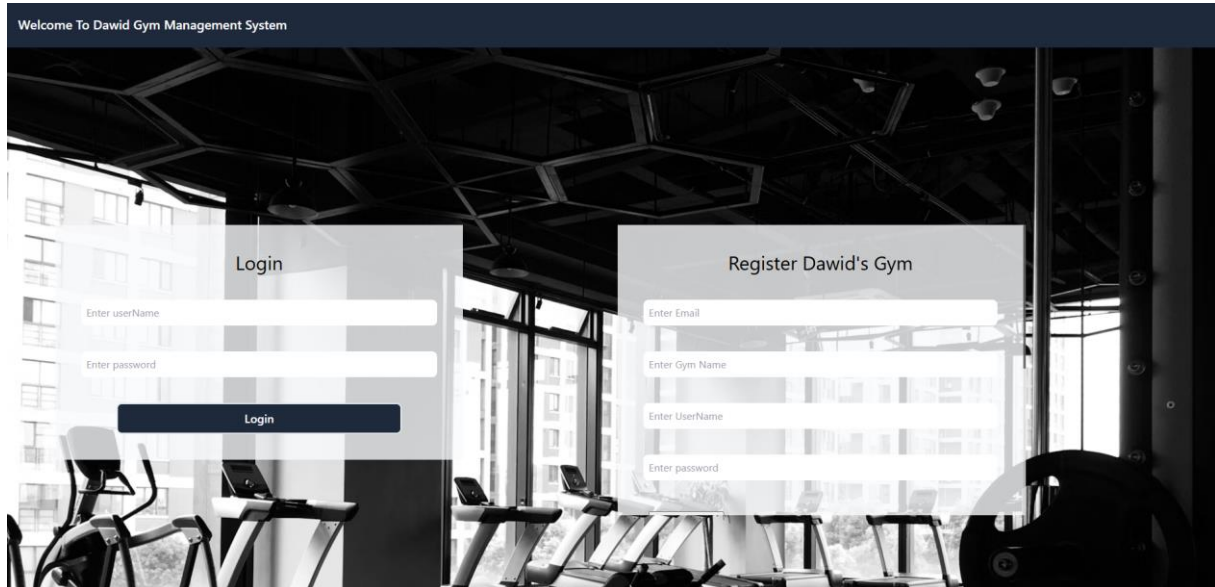 Welcome To Dawid Gym Management System
Login
Enter userName
Enter password
Login
Register Dawid's Gym
Enter Email
Enter Gym Name
Enter UserName
Enter password